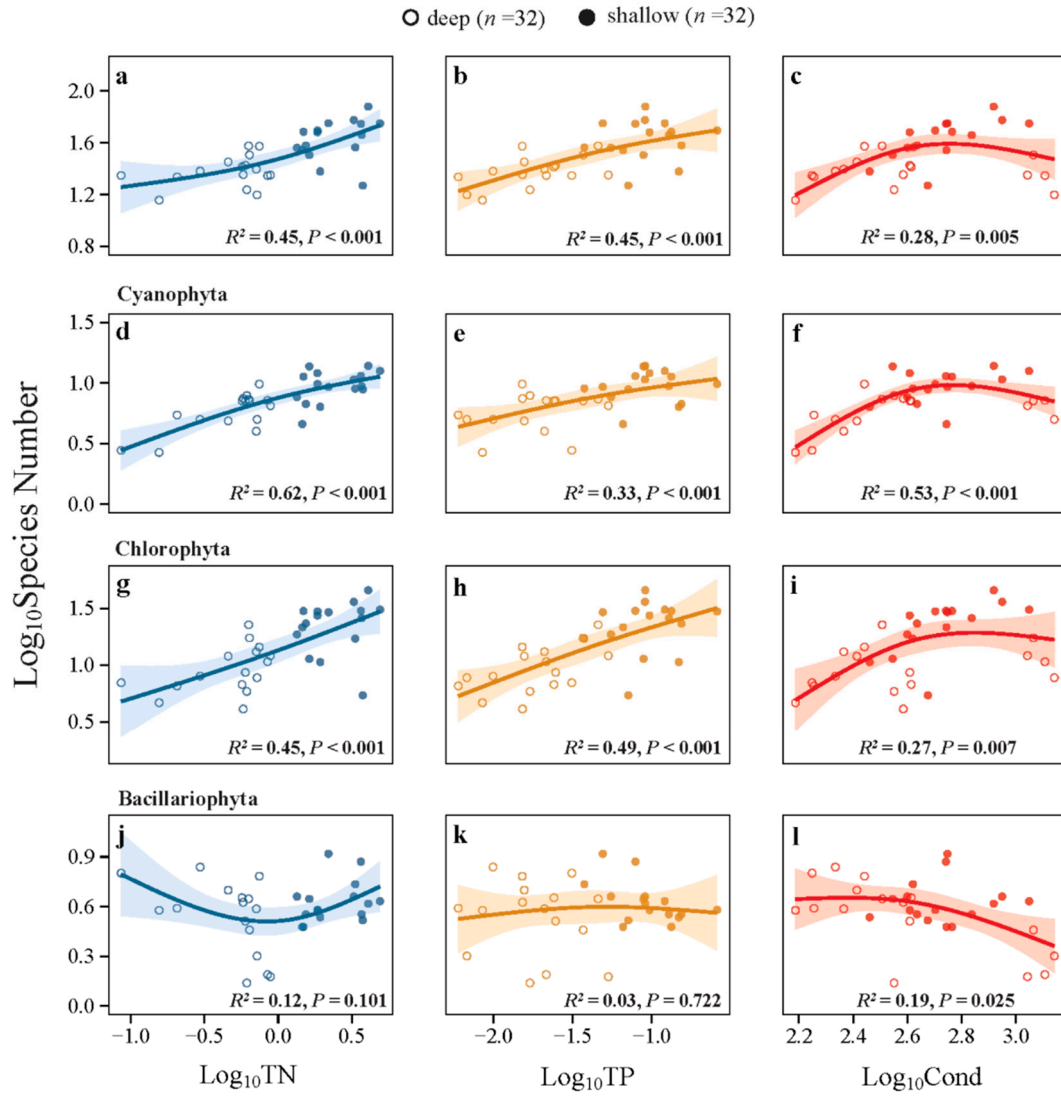 deep (n =32) shallow (n =32)
a b c
2.0
1.6
1.2
0.8
R² = 0.45, P < 0.001 R² = 0.45, P < 0.001 R² = 0.28, P = 0.005
Cyanophyta
d e f
1.5
1.0
0.5
0.0
R² = 0.62, P < 0.001 R² = 0.33, P < 0.001 R² = 0.53, P < 0.001
Log₁₀Species Number
Chlorophyta
g h i
1.5
1.0
0.5
R² = 0.45, P < 0.001 R² = 0.49, P < 0.001 R² = 0.27, P = 0.007
Bacillariophyta
j k l
0.9
0.6
0.3
0.0
R² = 0.12, P = 0.101 R² = 0.03, P = 0.722 R² = 0.19, P = 0.025
−1.0 −0.5 0.0 0.5 −2.0 −1.5 −1.0 2.2 2.4 2.6 2.8 3.0
Log₁₀TN Log₁₀TP Log₁₀Cond